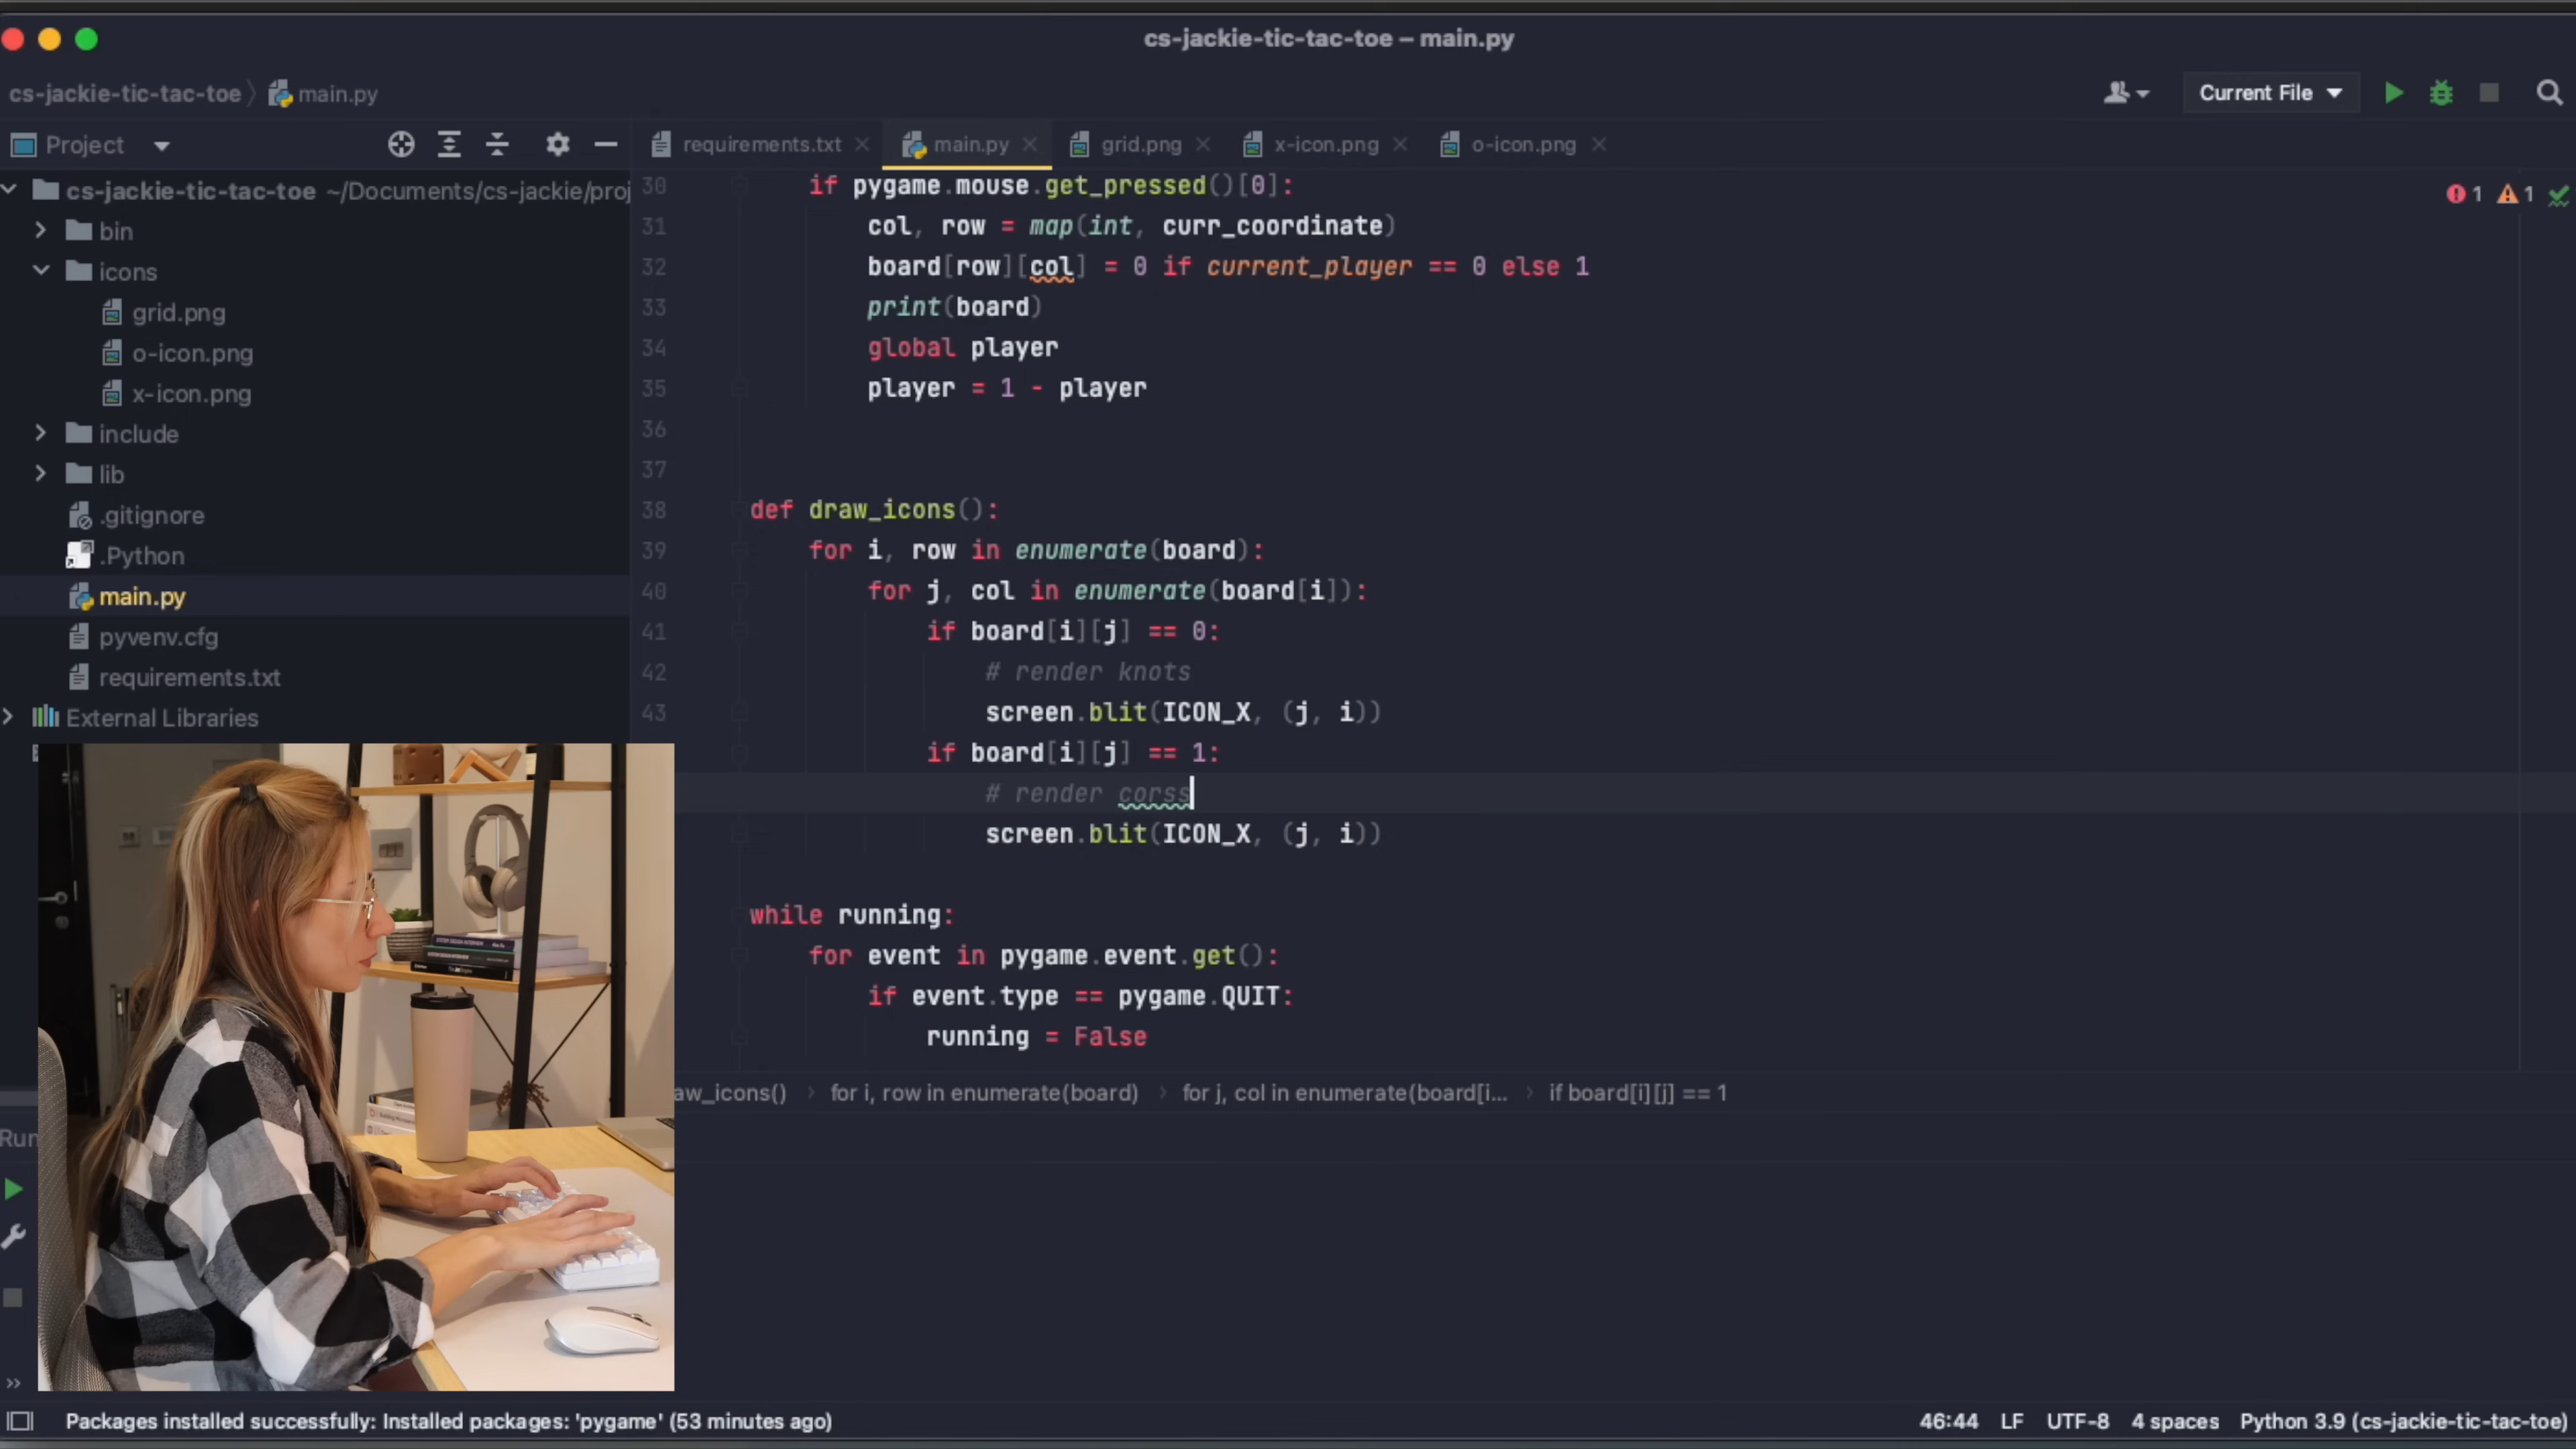 cs-jackie-tic-tac-toe – main.py
cs-jackie-tic-tac-toe main.py
Current File
Project
requirements.txt
main.py
grid.png
x-icon.png
o-icon.png
cs-jackie-tic-tac-toe ~/Documents/cs-jackie/proj
bin
icons
grid.png
o-icon.png
x-icon.png
include
lib
.gitignore
.Python
main.py
pyvenv.cfg
requirements.txt
External Libraries
1 1
30 if pygame.mouse.get_pressed()[0]:
31 col, row = map(int, curr_coordinate)
32 board[row][col] = 0 if current_player == 0 else 1
33 print(board)
34 global player
35 player = 1 - player
36
37
38 def draw_icons():
39 for i, row in enumerate(board):
40 for j, col in enumerate(board[i]):
41 if board[i][j] == 0:
42 # render knots
43 screen.blit(ICON_X, (j, i))
if board[i][j] == 1:
# render corss
screen.blit(ICON_X, (j, i))
while running:
for event in pygame.event.get():
if event.type == pygame.QUIT:
running = False
aw_icons() › for i, row in enumerate(board) › for j, col in enumerate(board[i... › if board[i][j] == 1
Run
Packages installed successfully: Installed packages: 'pygame' (53 minutes ago)
46:44 LF UTF-8 4 spaces Python 3.9 (cs-jackie-tic-tac-toe)